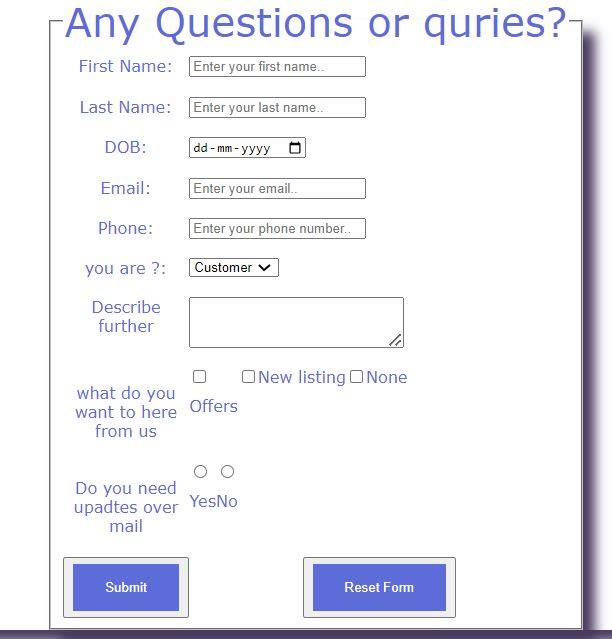 Any Questions or quries?
First Name: Enter your first name..
Last Name: Enter your last name..
DOB: dd-mm-yyyy
Email: Enter your email..
Phone: Enter your phone number..
you are ?: Customer
Describe
further
New listing None
what do you
want to here
from us
Offers
Do you need
upadtes over
mail
YesNo
Submit Reset Form